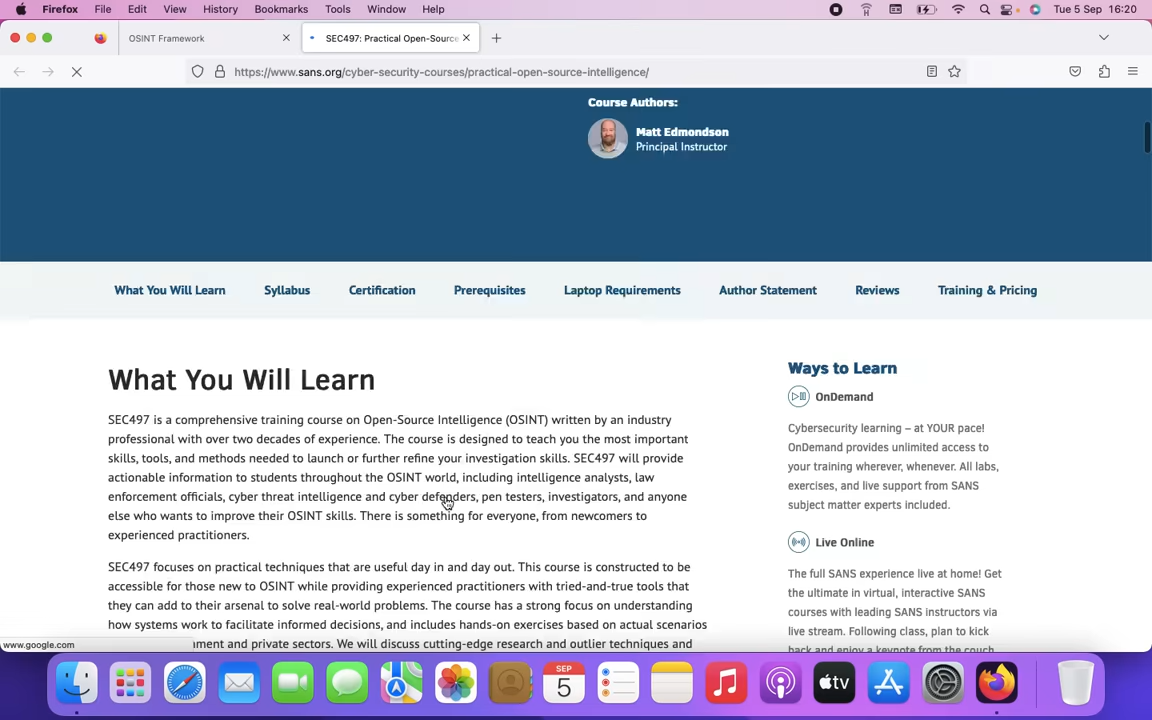 Firefox File Edit View History Bookmarks Tools Window Help Tue 5 Sep 16:20
OSINT Framework
SEC497: Practical Open-Source
https://www.sans.org/cyber-security-courses/practical-open-source-intelligence/
Course Authors:
Matt Edmondson
Principal Instructor
What You Will Learn Syllabus Certification Prerequisites Laptop Requirements Author Statement Reviews Training & Pricing
What You Will Learn
SEC497 is a comprehensive training course on Open-Source Intelligence (OSINT) written by an industry
professional with over two decades of experience. The course is designed to teach you the most important
skills, tools, and methods needed to launch or further refine your investigation skills. SEC497 will provide
actionable information to students throughout the OSINT world, including intelligence analysts, law
enforcement officials, cyber threat intelligence and cyber defenders, pen testers, investigators, and anyone
else who wants to improve their OSINT skills. There is something for everyone, from newcomers to
experienced practitioners.
SEC497 focuses on practical techniques that are useful day in and day out. This course is constructed to be
accessible for those new to OSINT while providing experienced practitioners with tried-and-true tools that
they can add to their arsenal to solve real-world problems. The course has a strong focus on understanding
how systems work to facilitate informed decisions, and includes hands-on exercises based on actual scenarios
nment and private sectors. We will discuss cutting-edge research and outlier techniques and
Ways to Learn
OnDemand
Cybersecurity learning – at YOUR pace!
OnDemand provides unlimited access to
your training wherever, whenever. All labs,
exercises, and live support from SANS
subject matter experts included.
Live Online
The full SANS experience live at home! Get
the ultimate in virtual, interactive SANS
courses with leading SANS instructors via
live stream. Following class, plan to kick
back and enjoy a keynote from the couch
www.google.com
SEP
5
tv